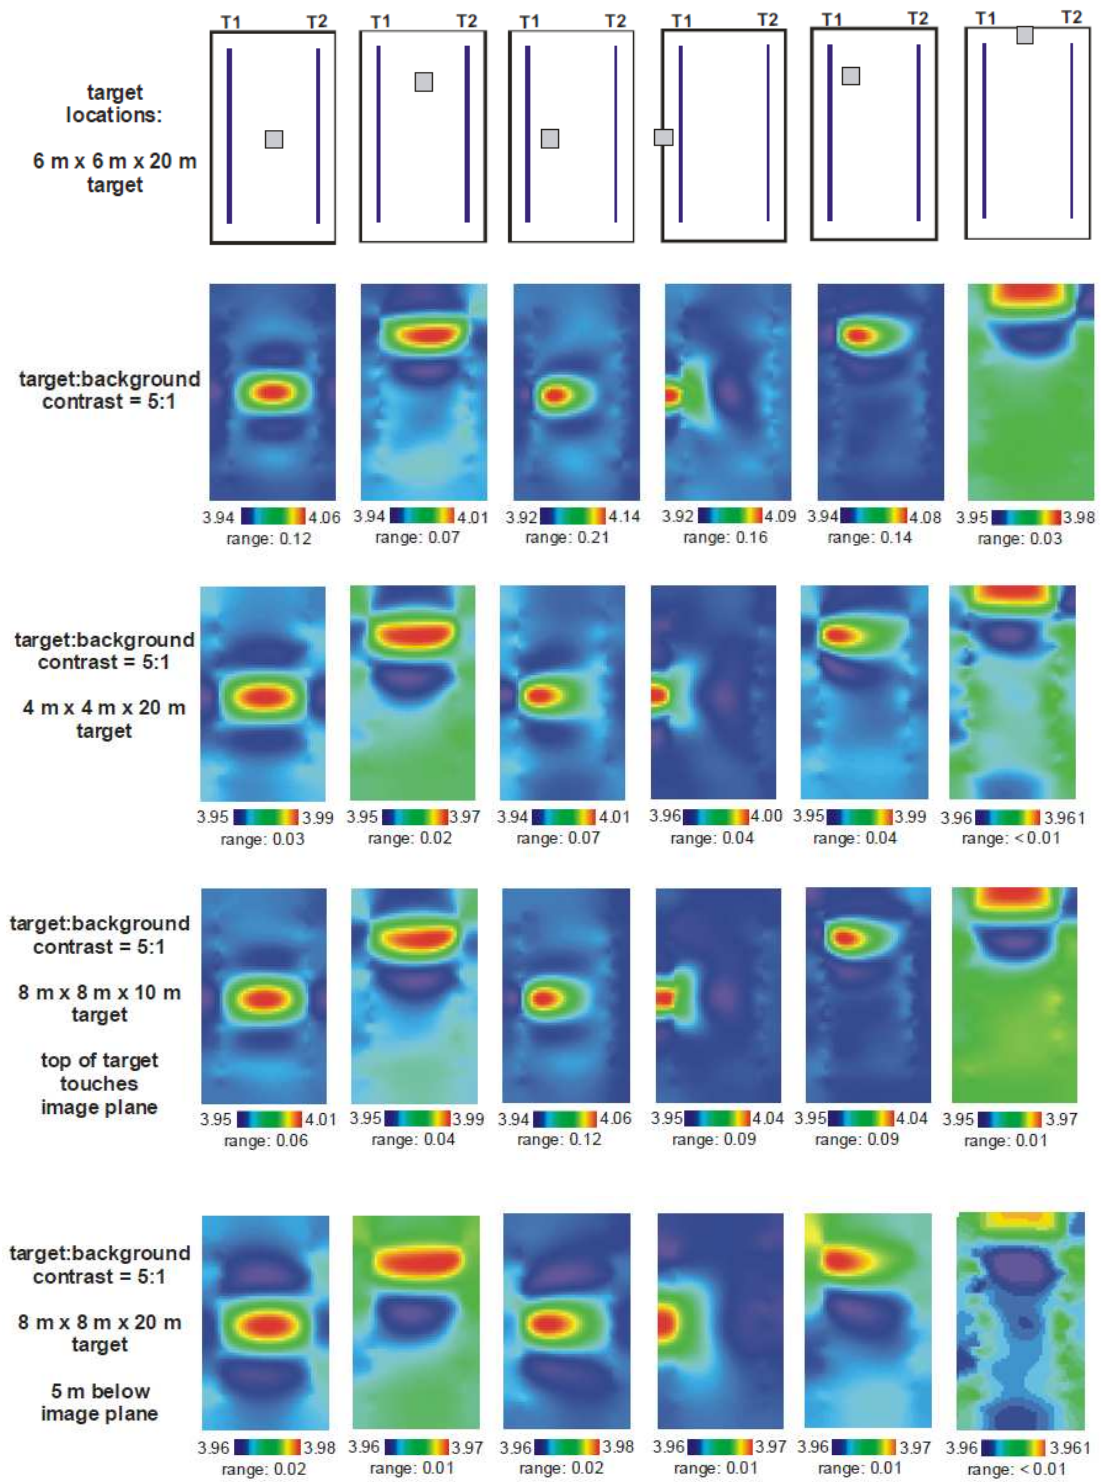 T1 T2 T1 T2 T1 T2 T1 T2 T1 T2 T1 T2
target
locations:
6 m x 6 m x 20 m
target
target:background
contrast = 5:1
3.94 4.06 3.94 4.01 3.92 4.14 3.92 4.09 3.94 4.08 3.95 3.98
range: 0.12 range: 0.07 range: 0.21 range: 0.16 range: 0.14 range: 0.03
target:background
contrast = 5:1
4 m x 4 m x 20 m
target
3.95 3.99 3.95 3.97 3.94 4.01 3.96 4.00 3.95 3.99 3.96 3.961
range: 0.03 range: 0.02 range: 0.07 range: 0.04 range: 0.04 range: <0.01
target:background
contrast = 5:1
8 m x 8 m x 10 m
target
top of target
touches
image plane
3.95 4.01 3.95 3.99 3.94 4.06 3.95 4.04 3.95 4.04 3.95 3.97
range: 0.06 range: 0.04 range: 0.12 range: 0.09 range: 0.09 range: 0.01
target:background
contrast = 5:1
8 m x 8 m x 20 m
target
5 m below
image plane
3.96 3.98 3.96 3.97 3.96 3.98 3.96 3.97 3.96 3.97 3.96 3.961
range: 0.02 range: 0.01 range: 0.02 range: 0.01 range: 0.01 range: <0.01